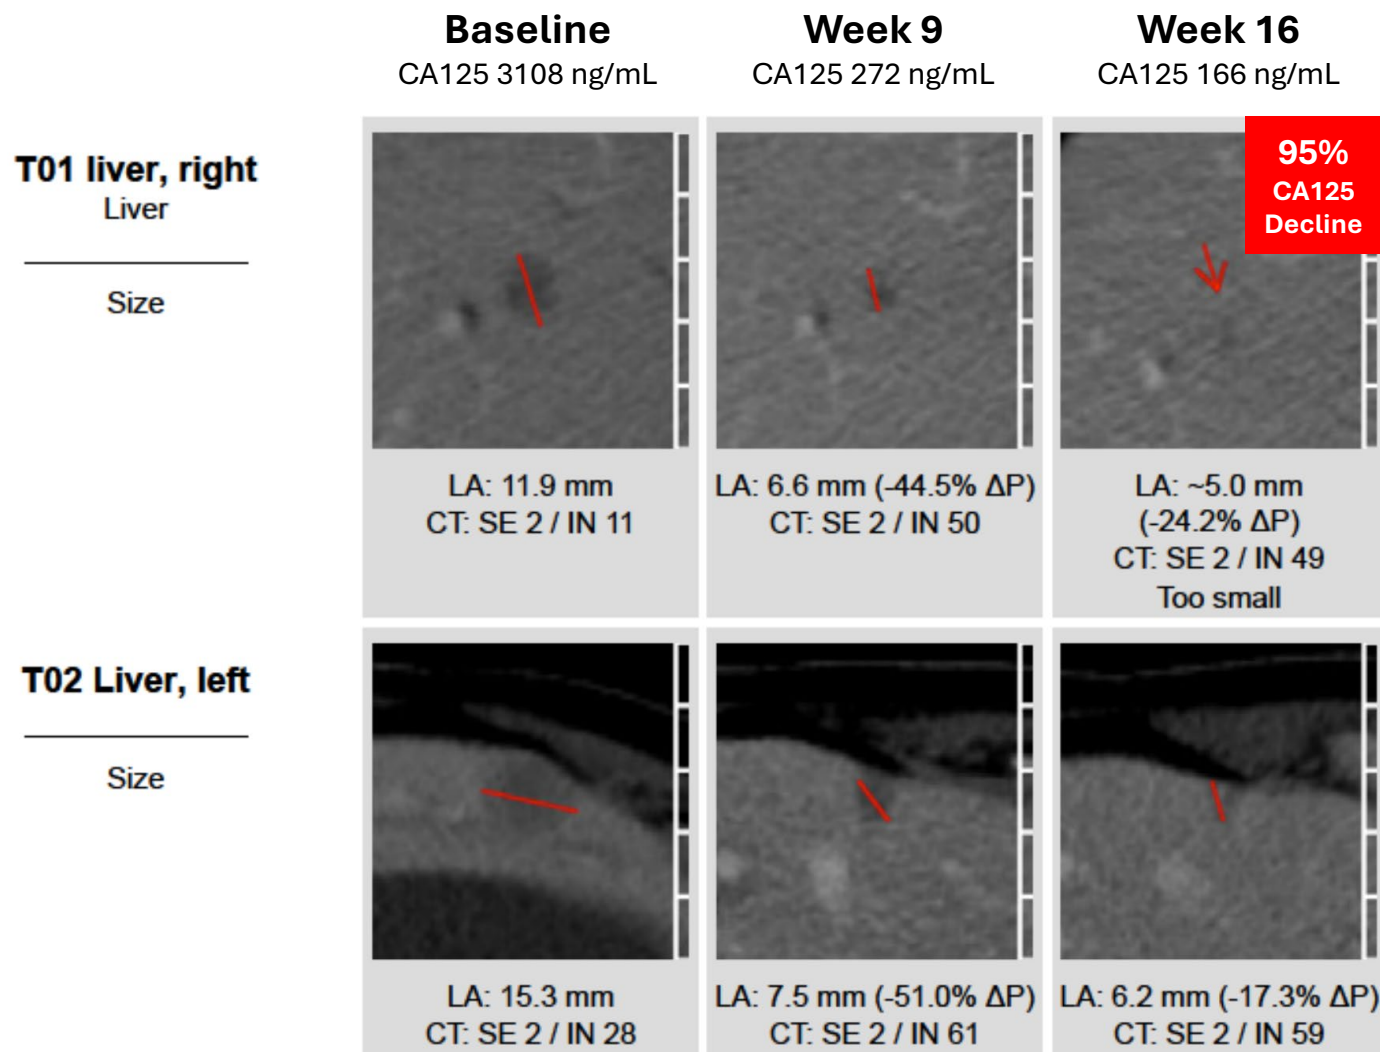 Baseline
CA125 3108 ng/mL
Week 9
CA125 272 ng/mL
Week 16
CA125 166 ng/mL
95%
CA125
Decline
T01 liver, right
Liver
Size
LA: 11.9 mm
CT: SE 2 / IN 11
LA: 6.6 mm (-44.5% ΔP)
CT: SE 2 / IN 50
LA: ~5.0 mm
(-24.2% ΔP)
CT: SE 2 / IN 49
Too small
T02 Liver, left
Size
LA: 15.3 mm
CT: SE 2 / IN 28
LA: 7.5 mm (-51.0% ΔP)
CT: SE 2 / IN 61
LA: 6.2 mm (-17.3% ΔP)
CT: SE 2 / IN 59